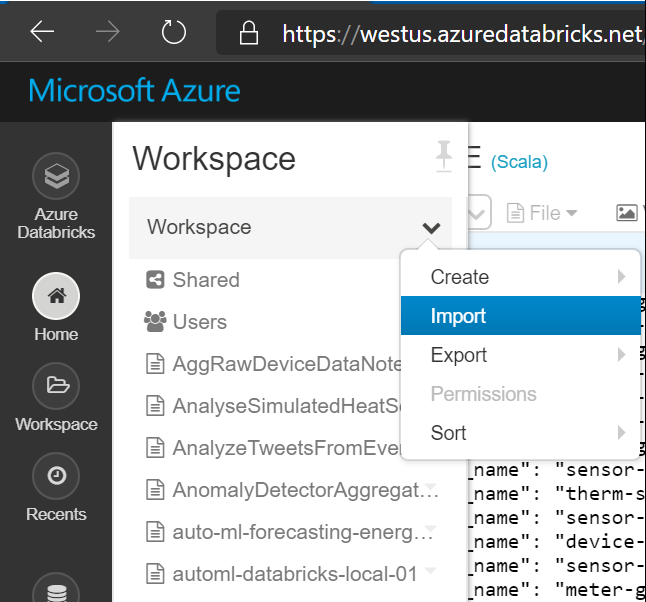 https://westus.azuredatabricks.net/
Microsoft Azure
Workspace
(Scala)
Azure
Databricks
Home
Workspace
Recents
Workspace
File
Shared
Users
AggRawDeviceDataNote
AnalyseSimulatedHeatS
AnalyzeTweetsFromEve
AnomalyDetectorAggregat...
auto-ml-forecasting-energ...
automl-databricks-local-01
Create
Import
Export
Permissions
Sort
_name": "sensor-
_name": "therm-s
_name": "sensor-
_name": "device-
_name": "sensor-
_name": "meter-g